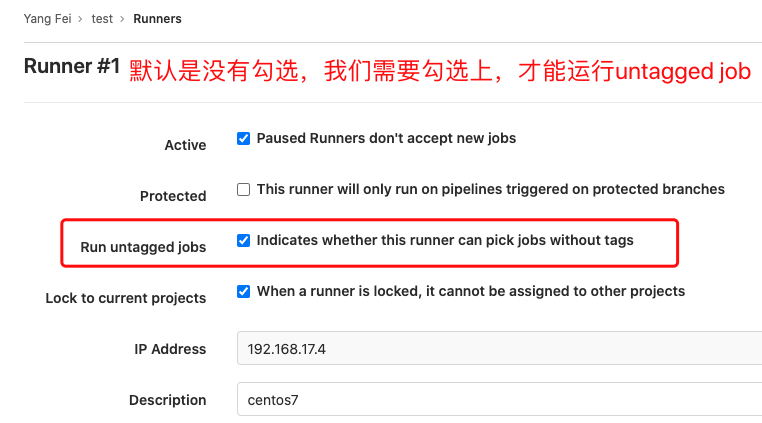 Yang Fei > test > Runners
Runner #1 默认是没有勾选，我们需要勾选上，才能运行untagged job
Active Paused Runners don't accept new jobs
Protected This runner will only run on pipelines triggered on protected branches
Run untagged jobs Indicates whether this runner can pick jobs without tags
Lock to current projects When a runner is locked, it cannot be assigned to other projects
IP Address 192.168.17.4
Description centos7